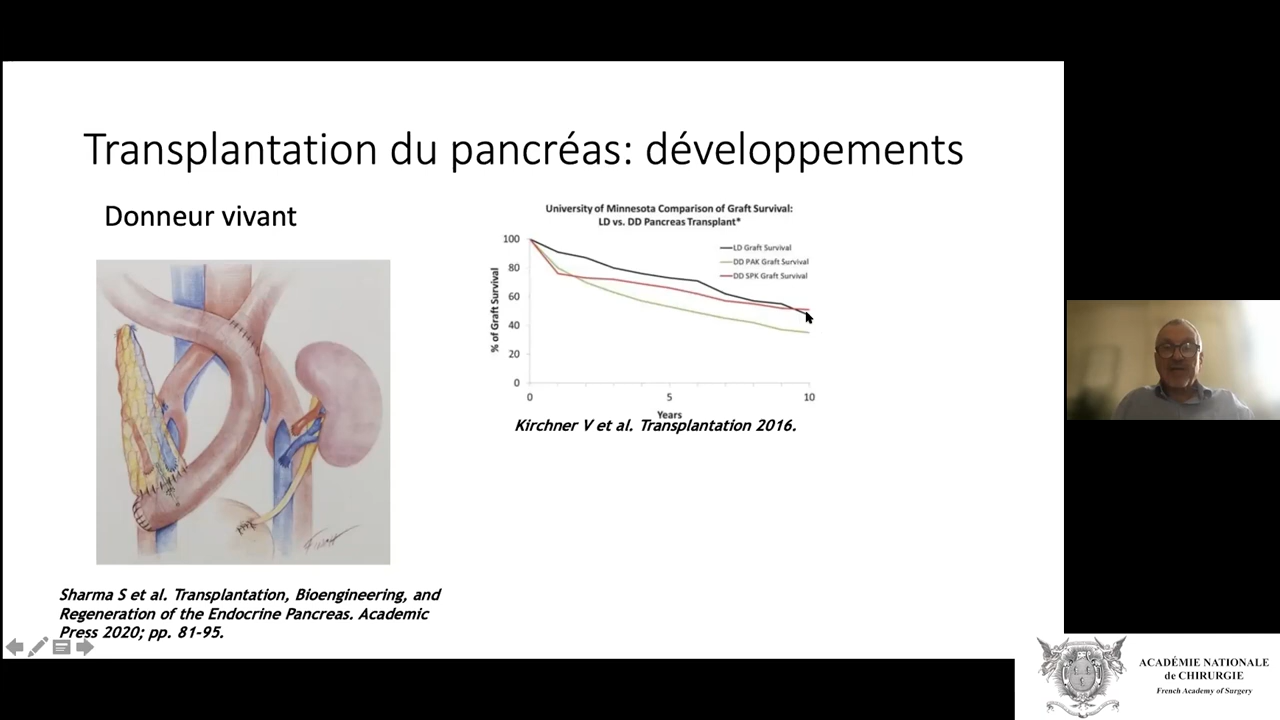 Transplantation du pancréas: développements
Donneur vivant
University of Minnesota Comparison of Graft Survival:
LD vs. DD Pancreas Transplant*
LD Graft Survival
DD PAK Graft Survival
DD SPK Graft Survival
% of Graft Survival
100
80
60
40
20
0
0
5
10
Years
Kirchner V et al. Transplantation 2016.
Sharma S et al. Transplantation, Bioengineering, and
Regeneration of the Endocrine Pancreas. Academic
Press 2020; pp. 81-95.
ACADÉMIE NATIONALE
de CHIRURGIE
French Academy of Surgery